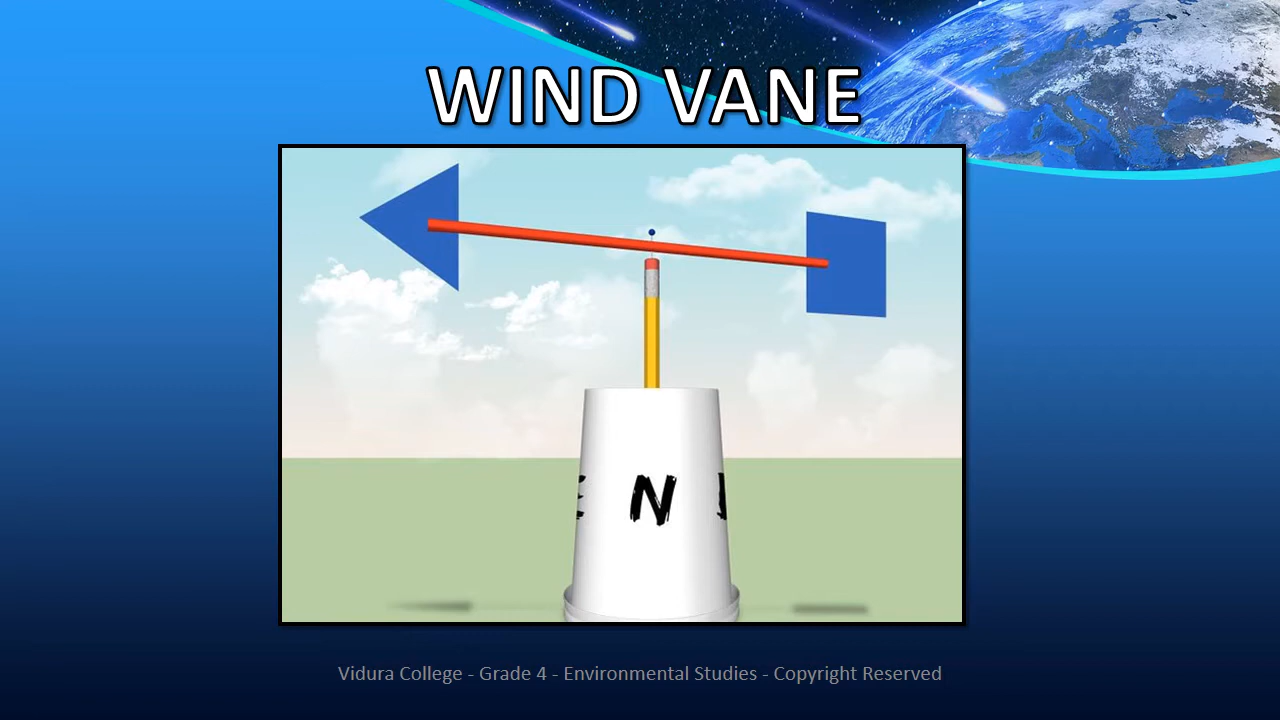 WIND VANE
N
Vidura College - Grade 4 - Environmental Studies - Copyright Reserved